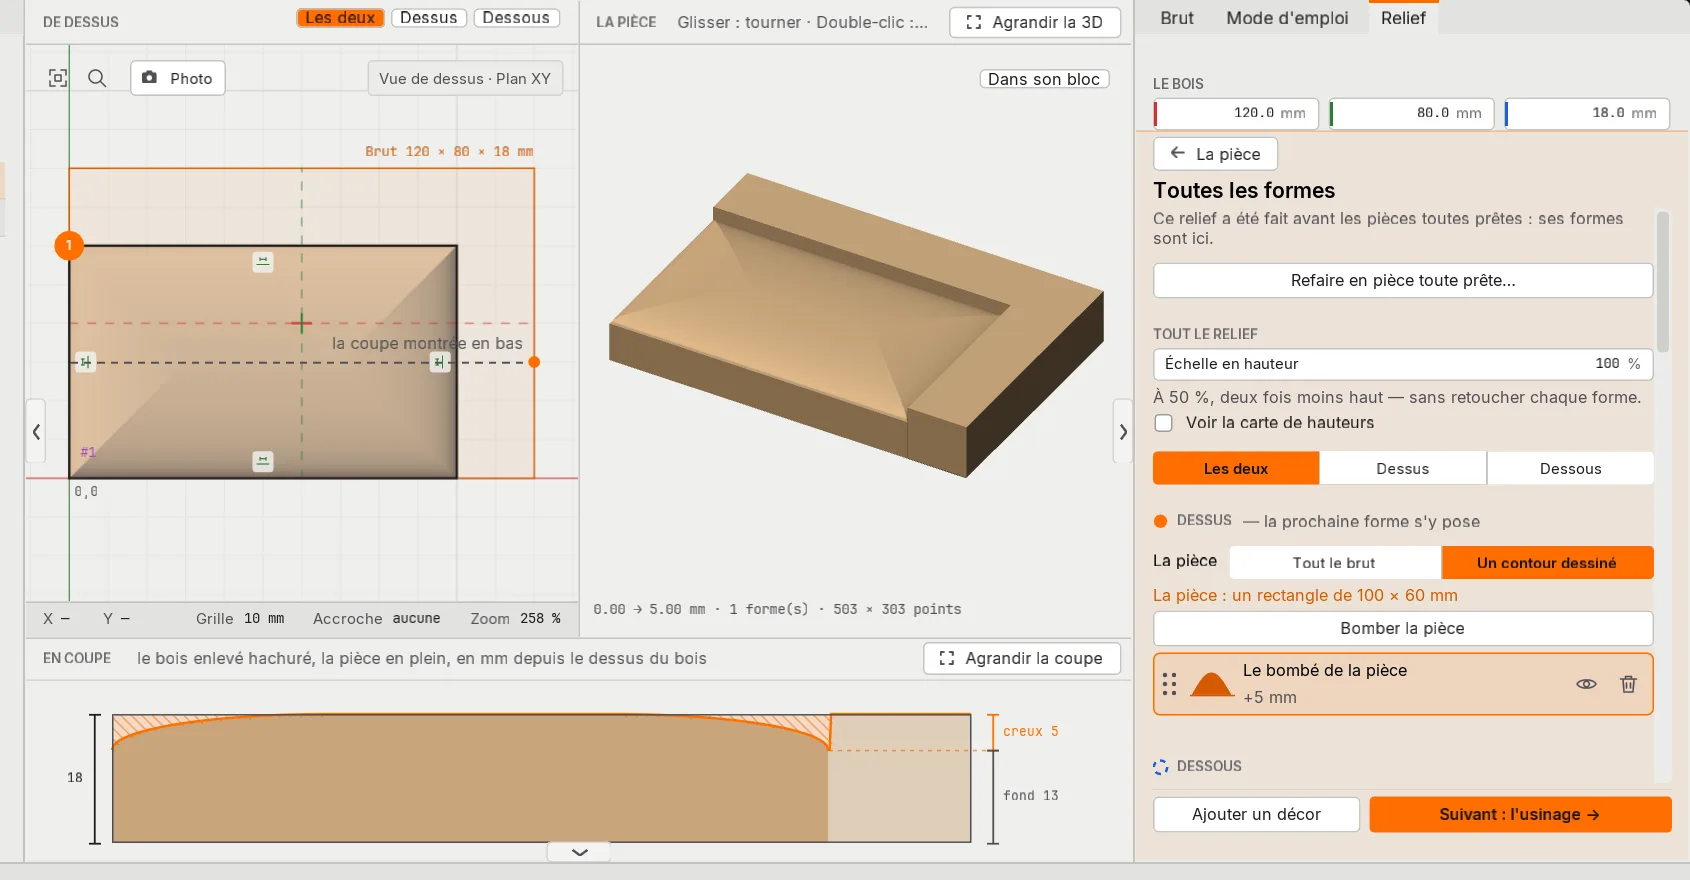 DE DESSUS
Les deux
Dessus
Dessous
Photo
Vue de dessus · Plan XY
Brut 120 × 80 × 18 mm
1
la coupe montrée en bas
#1
0,0
X –
Y –
Grille 10 mm
Accroche aucune
Zoom 258 %
LA PIÈCE
Glisser : tourner · Double-clic :...
Agrandir la 3D
Dans son bloc
0.00 → 5.00 mm · 1 forme(s) · 503 × 303 points
EN COUPE
le bois enlevé hachuré, la pièce en plein, en mm depuis le dessus du bois
Agrandir la coupe
18
creux 5
fond 13
Brut
Mode d'emploi
Relief
LE BOIS
120.0 mm
80.0 mm
18.0 mm
← La pièce
Toutes les formes
Ce relief a été fait avant les pièces toutes prêtes : ses formes
sont ici.
Refaire en pièce toute prête...
TOUT LE RELIEF
Échelle en hauteur
100 %
À 50 %, deux fois moins haut — sans retoucher chaque forme.
Voir la carte de hauteurs
Les deux
Dessus
Dessous
DESSUS — la prochaine forme s'y pose
La pièce
Tout le brut
Un contour dessiné
La pièce : un rectangle de 100 × 60 mm
Bomber la pièce
Le bombé de la pièce
+5 mm
DESSOUS
Ajouter un décor
Suivant : l'usinage →